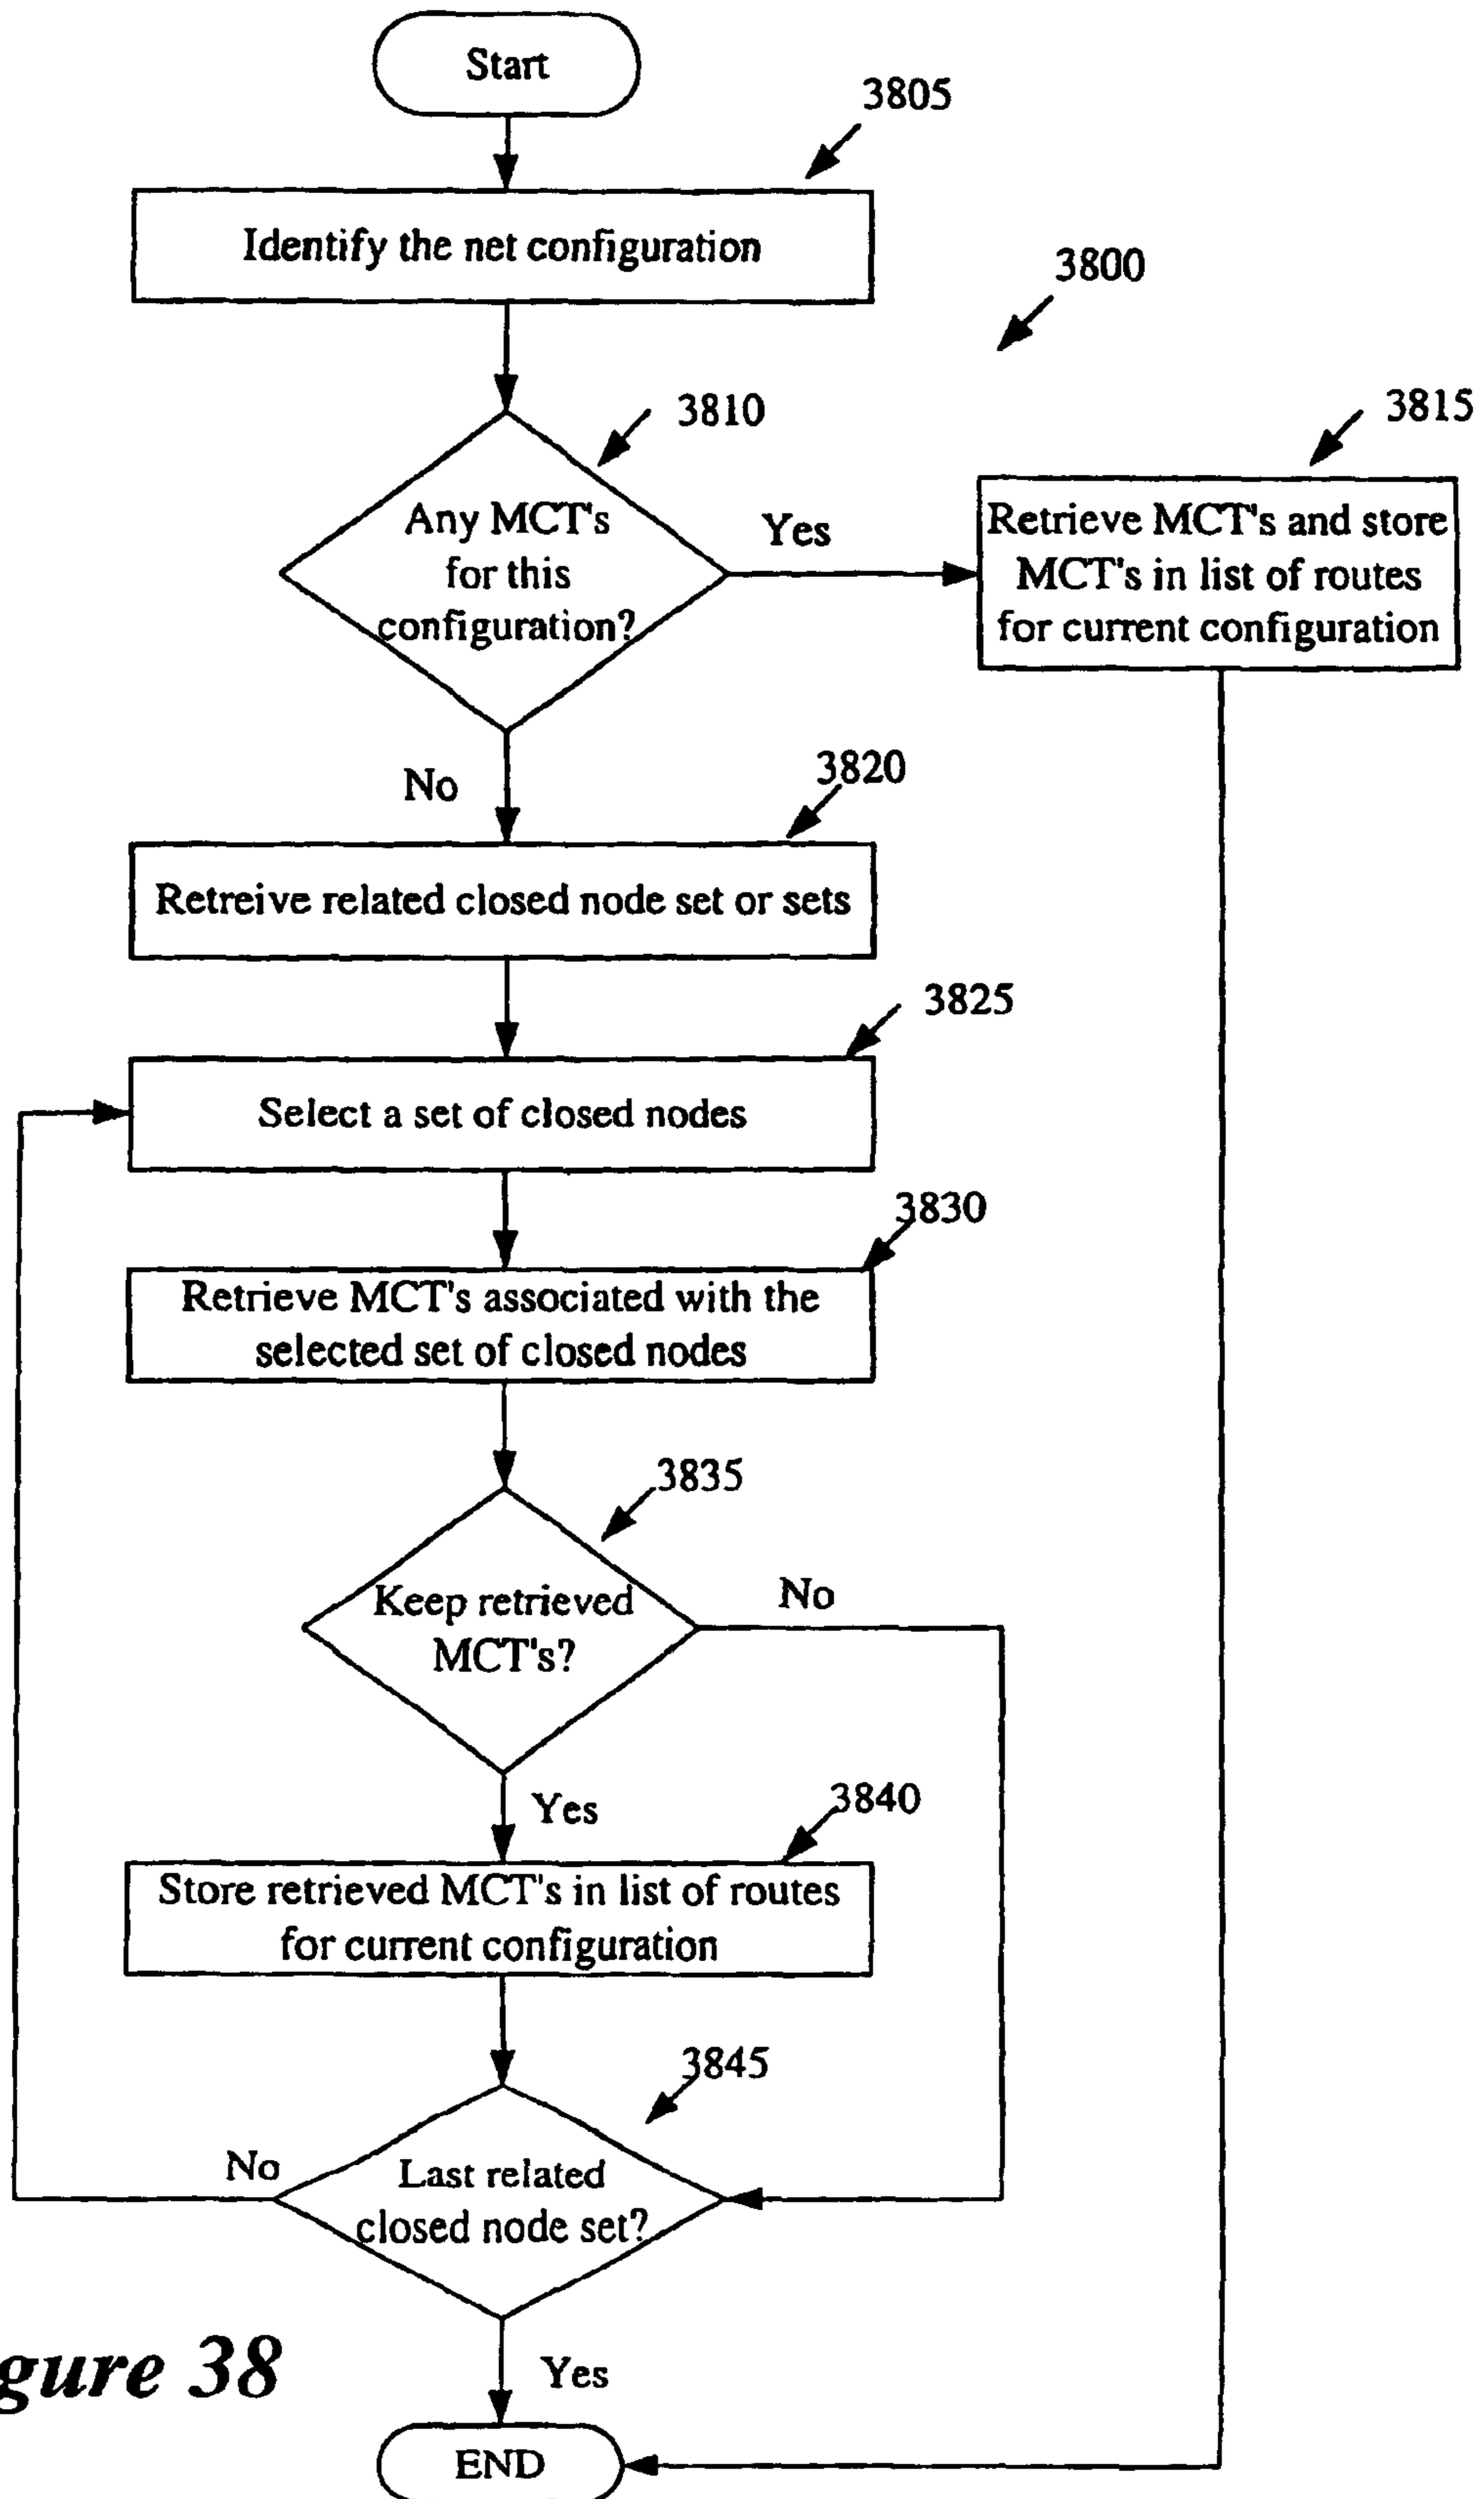 Start
3805
Identify the net configuration
3800
3810
3815
Any MCT's
for this
configuration?
Yes
Retrieve MCT's and store
MCT's in list of routes
for current configuration
No
3820
Retreive related closed node set or sets
3825
Select a set of closed nodes
3830
Retrieve MCT's associated with the
selected set of closed nodes
3835
Keep retrieved
MCT's?
No
Yes
3840
Store retrieved MCT's in list of routes
for current configuration
3845
No
Last related
closed node set?
gure 38
Yes
END